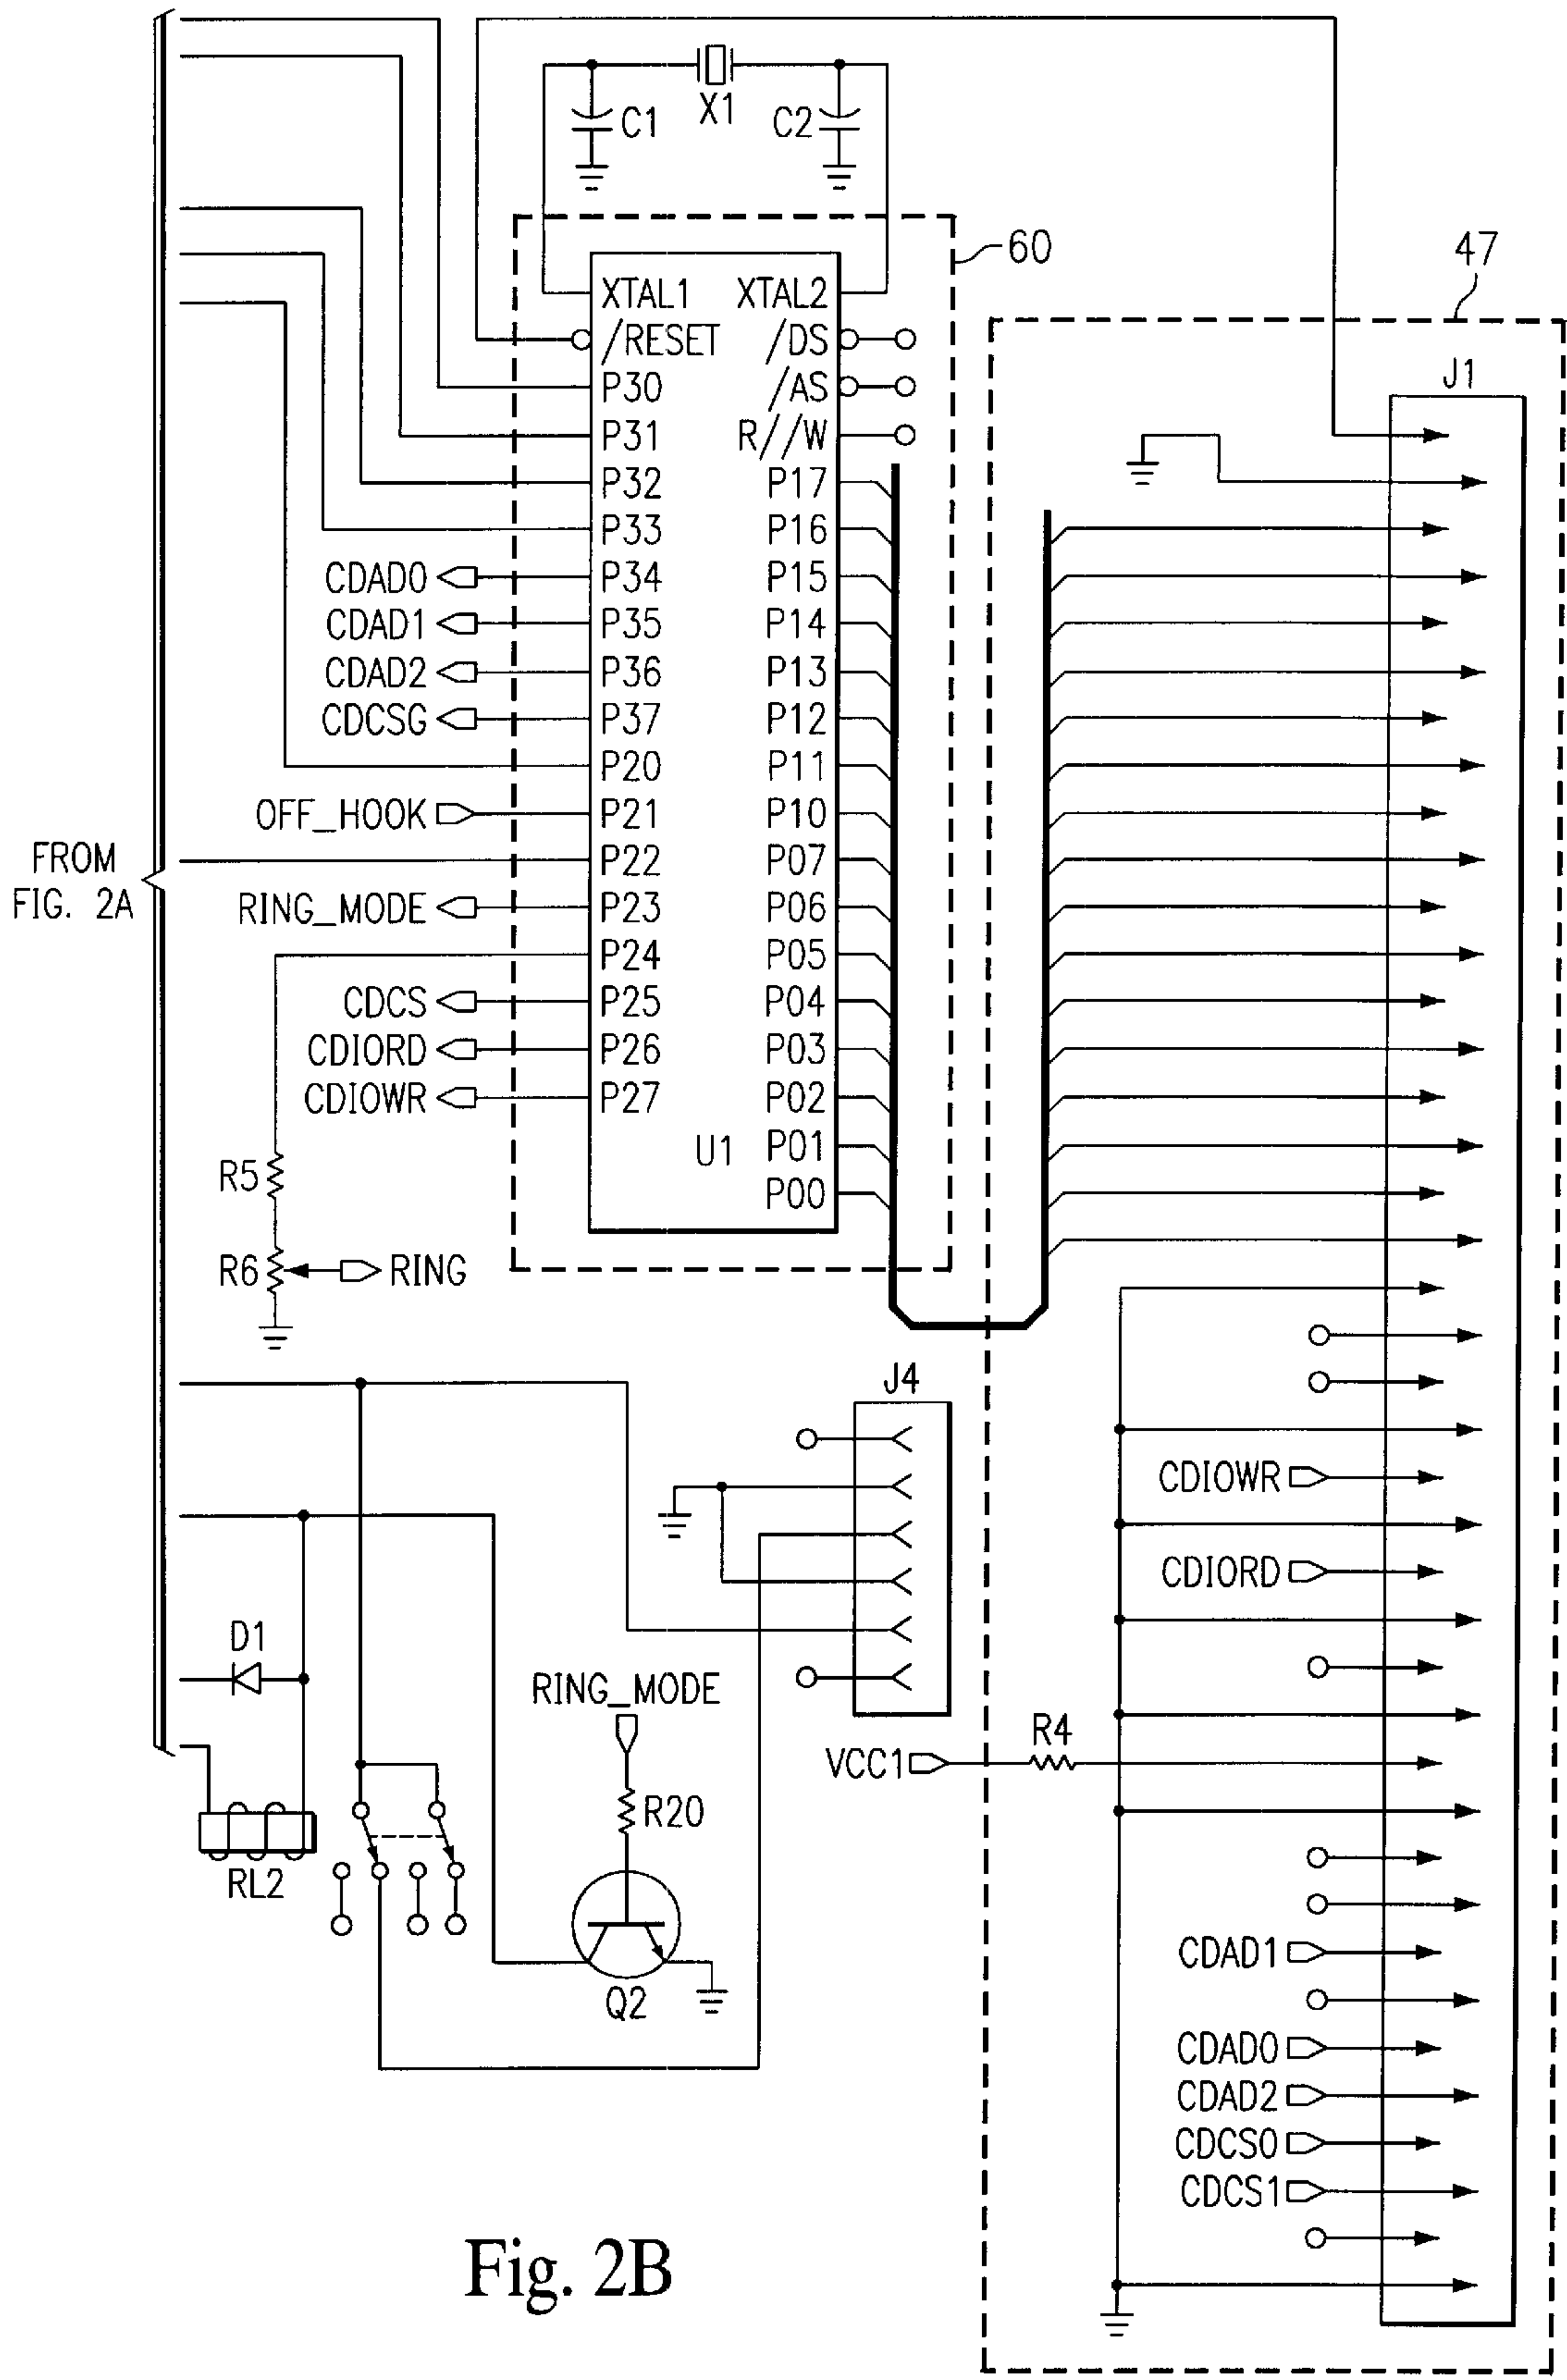 C1
X1
C2
60
47
XTAL1 XTAL2
/RESET /DS
P30 /AS
P31 R//W
J1
P32 P17
P33 P16
CDAD0 P34 P15
CDAD1 P35 P14
CDAD2 P36 P13
CDCSG P37 P12
P20 P11
OFF_HOOK P21 P10
FROM
FIG. 2A
P22 P07
RING_MODE P23 P06
P24 P05
CDCS P25 P04
CDIORD P26 P03
CDIOWR P27 P02
U1 P01
P00
R5
R6 RING
J4
CDIOWR
CDIORD
D1
RING_MODE
R4
VCC1
R20
RL2
Q2
CDAD1
CDAD0
CDAD2
CDCS0
CDCS1
Fig. 2B